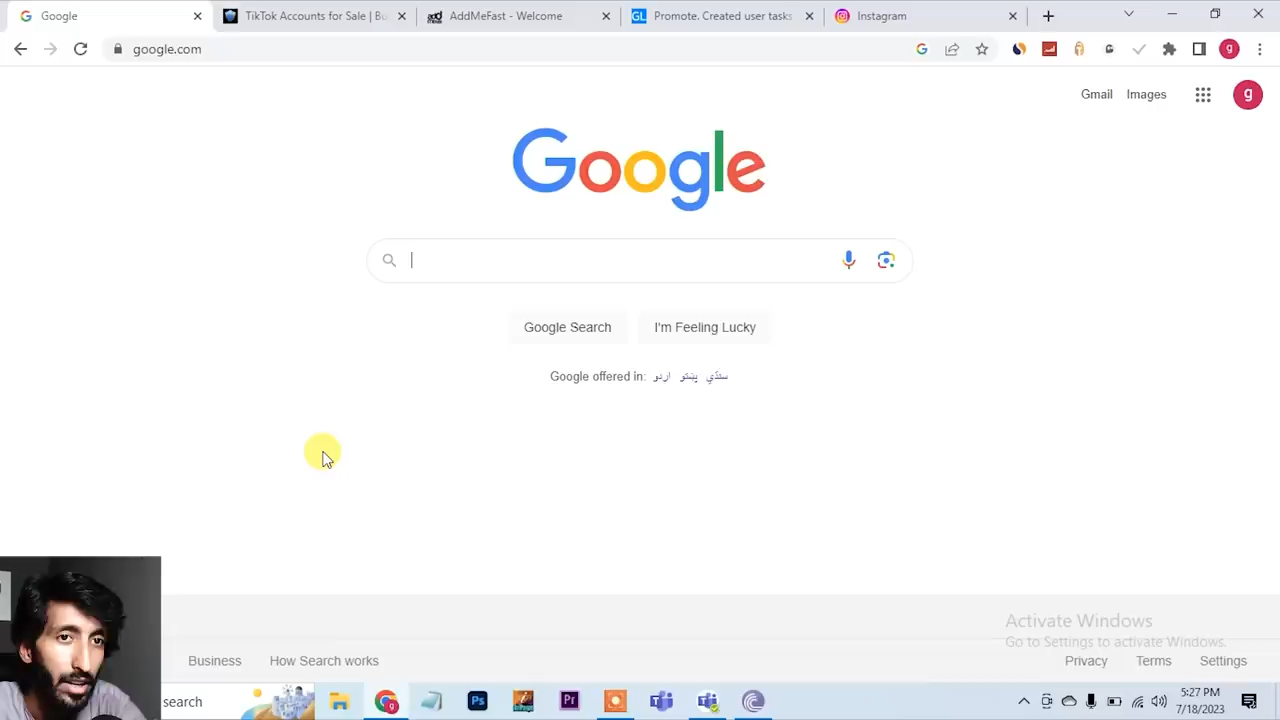 Google
TikTok Accounts for Sale | Bu
AddMeFast - Welcome
Promote. Created user tasks
Instagram
google.com
Gmail
Images
g
Google
Google Search
I'm Feeling Lucky
Google offered in: اردو پښتو سنڌي
Activate Windows
Go to Settings to activate Windows.
Business
How Search works
Privacy
Terms
Settings
search
5:27 PM
7/18/2023